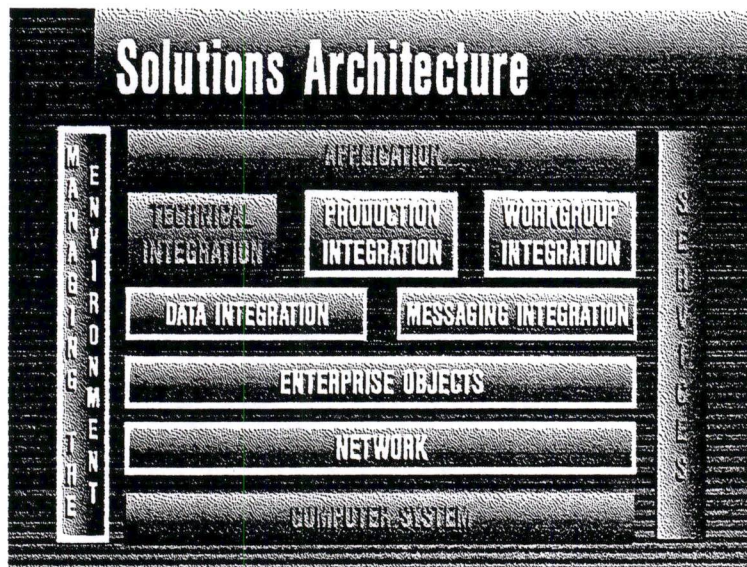 Solutions Architecture
MANAGING THE
ENVIRONMENT
APPLICATION
TECHNICAL
INTEGRATION
PRODUCTION
INTEGRATION
WORKGROUP
INTEGRATION
DATA INTEGRATION
MESSAGING INTEGRATION
ENTERPRISE OBJECTS
NETWORK
COMPUTER SYSTEM
SERVICES